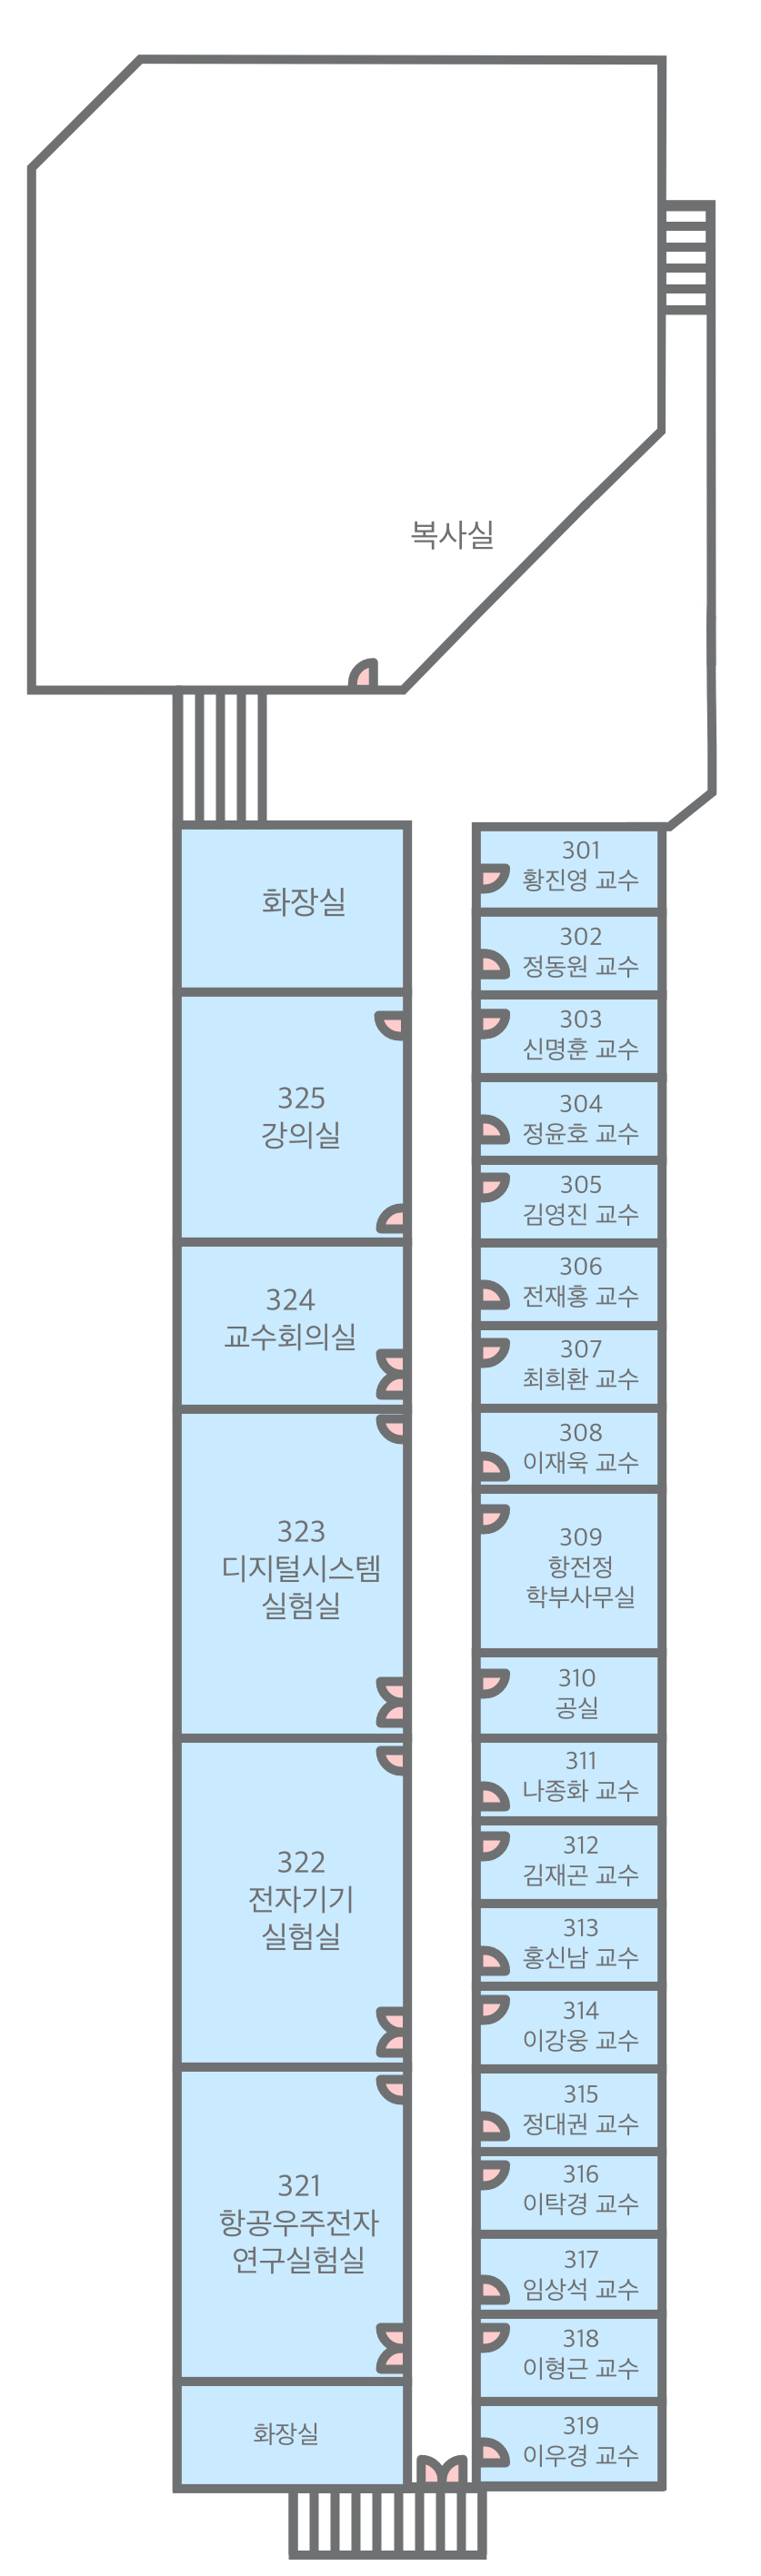 복사실
화장실
325
강의실
324
교수회의실
323
디지털시스템
실험실
322
전자기기
실험실
321
항공우주전자
연구실험실
화장실
301
황진영 교수
302
정동원 교수
303
신명훈 교수
304
정윤호 교수
305
김영진 교수
306
전재홍 교수
307
최희환 교수
308
이재욱 교수
309
항전정
학부사무실
310
공실
311
나종화 교수
312
김재곤 교수
313
홍신남 교수
314
이강웅 교수
315
정대권 교수
316
이탁경 교수
317
임상석 교수
318
이형근 교수
319
이우경 교수